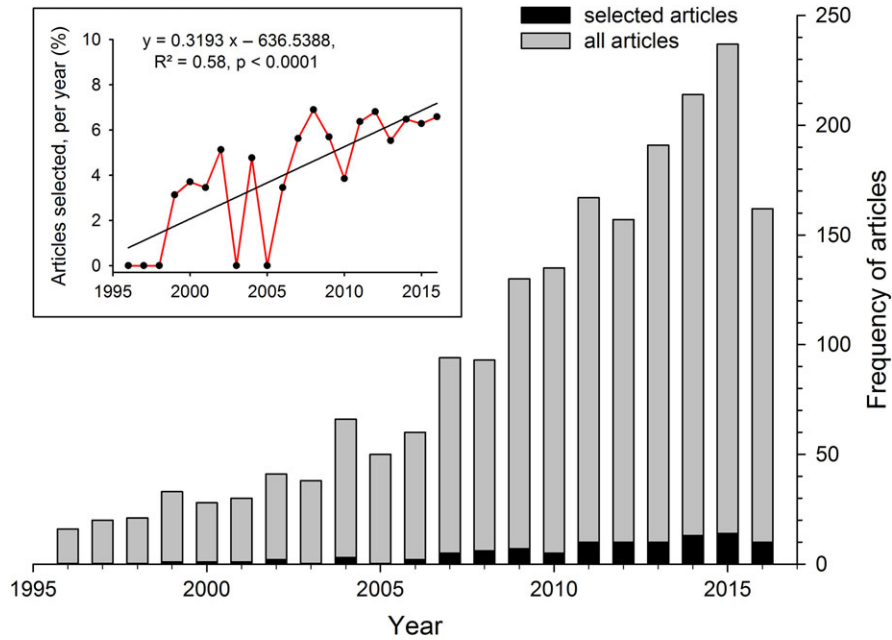 selected articles
all articles
y = 0.3193 x – 636.5388,
R² = 0.58, p < 0.0001
Articles selected, per year (%)
10
8
6
4
2
0
1995 2000 2005 2010 2015
250
200
150
100
50
0
Frequency of articles
1995 2000 2005 2010 2015
Year